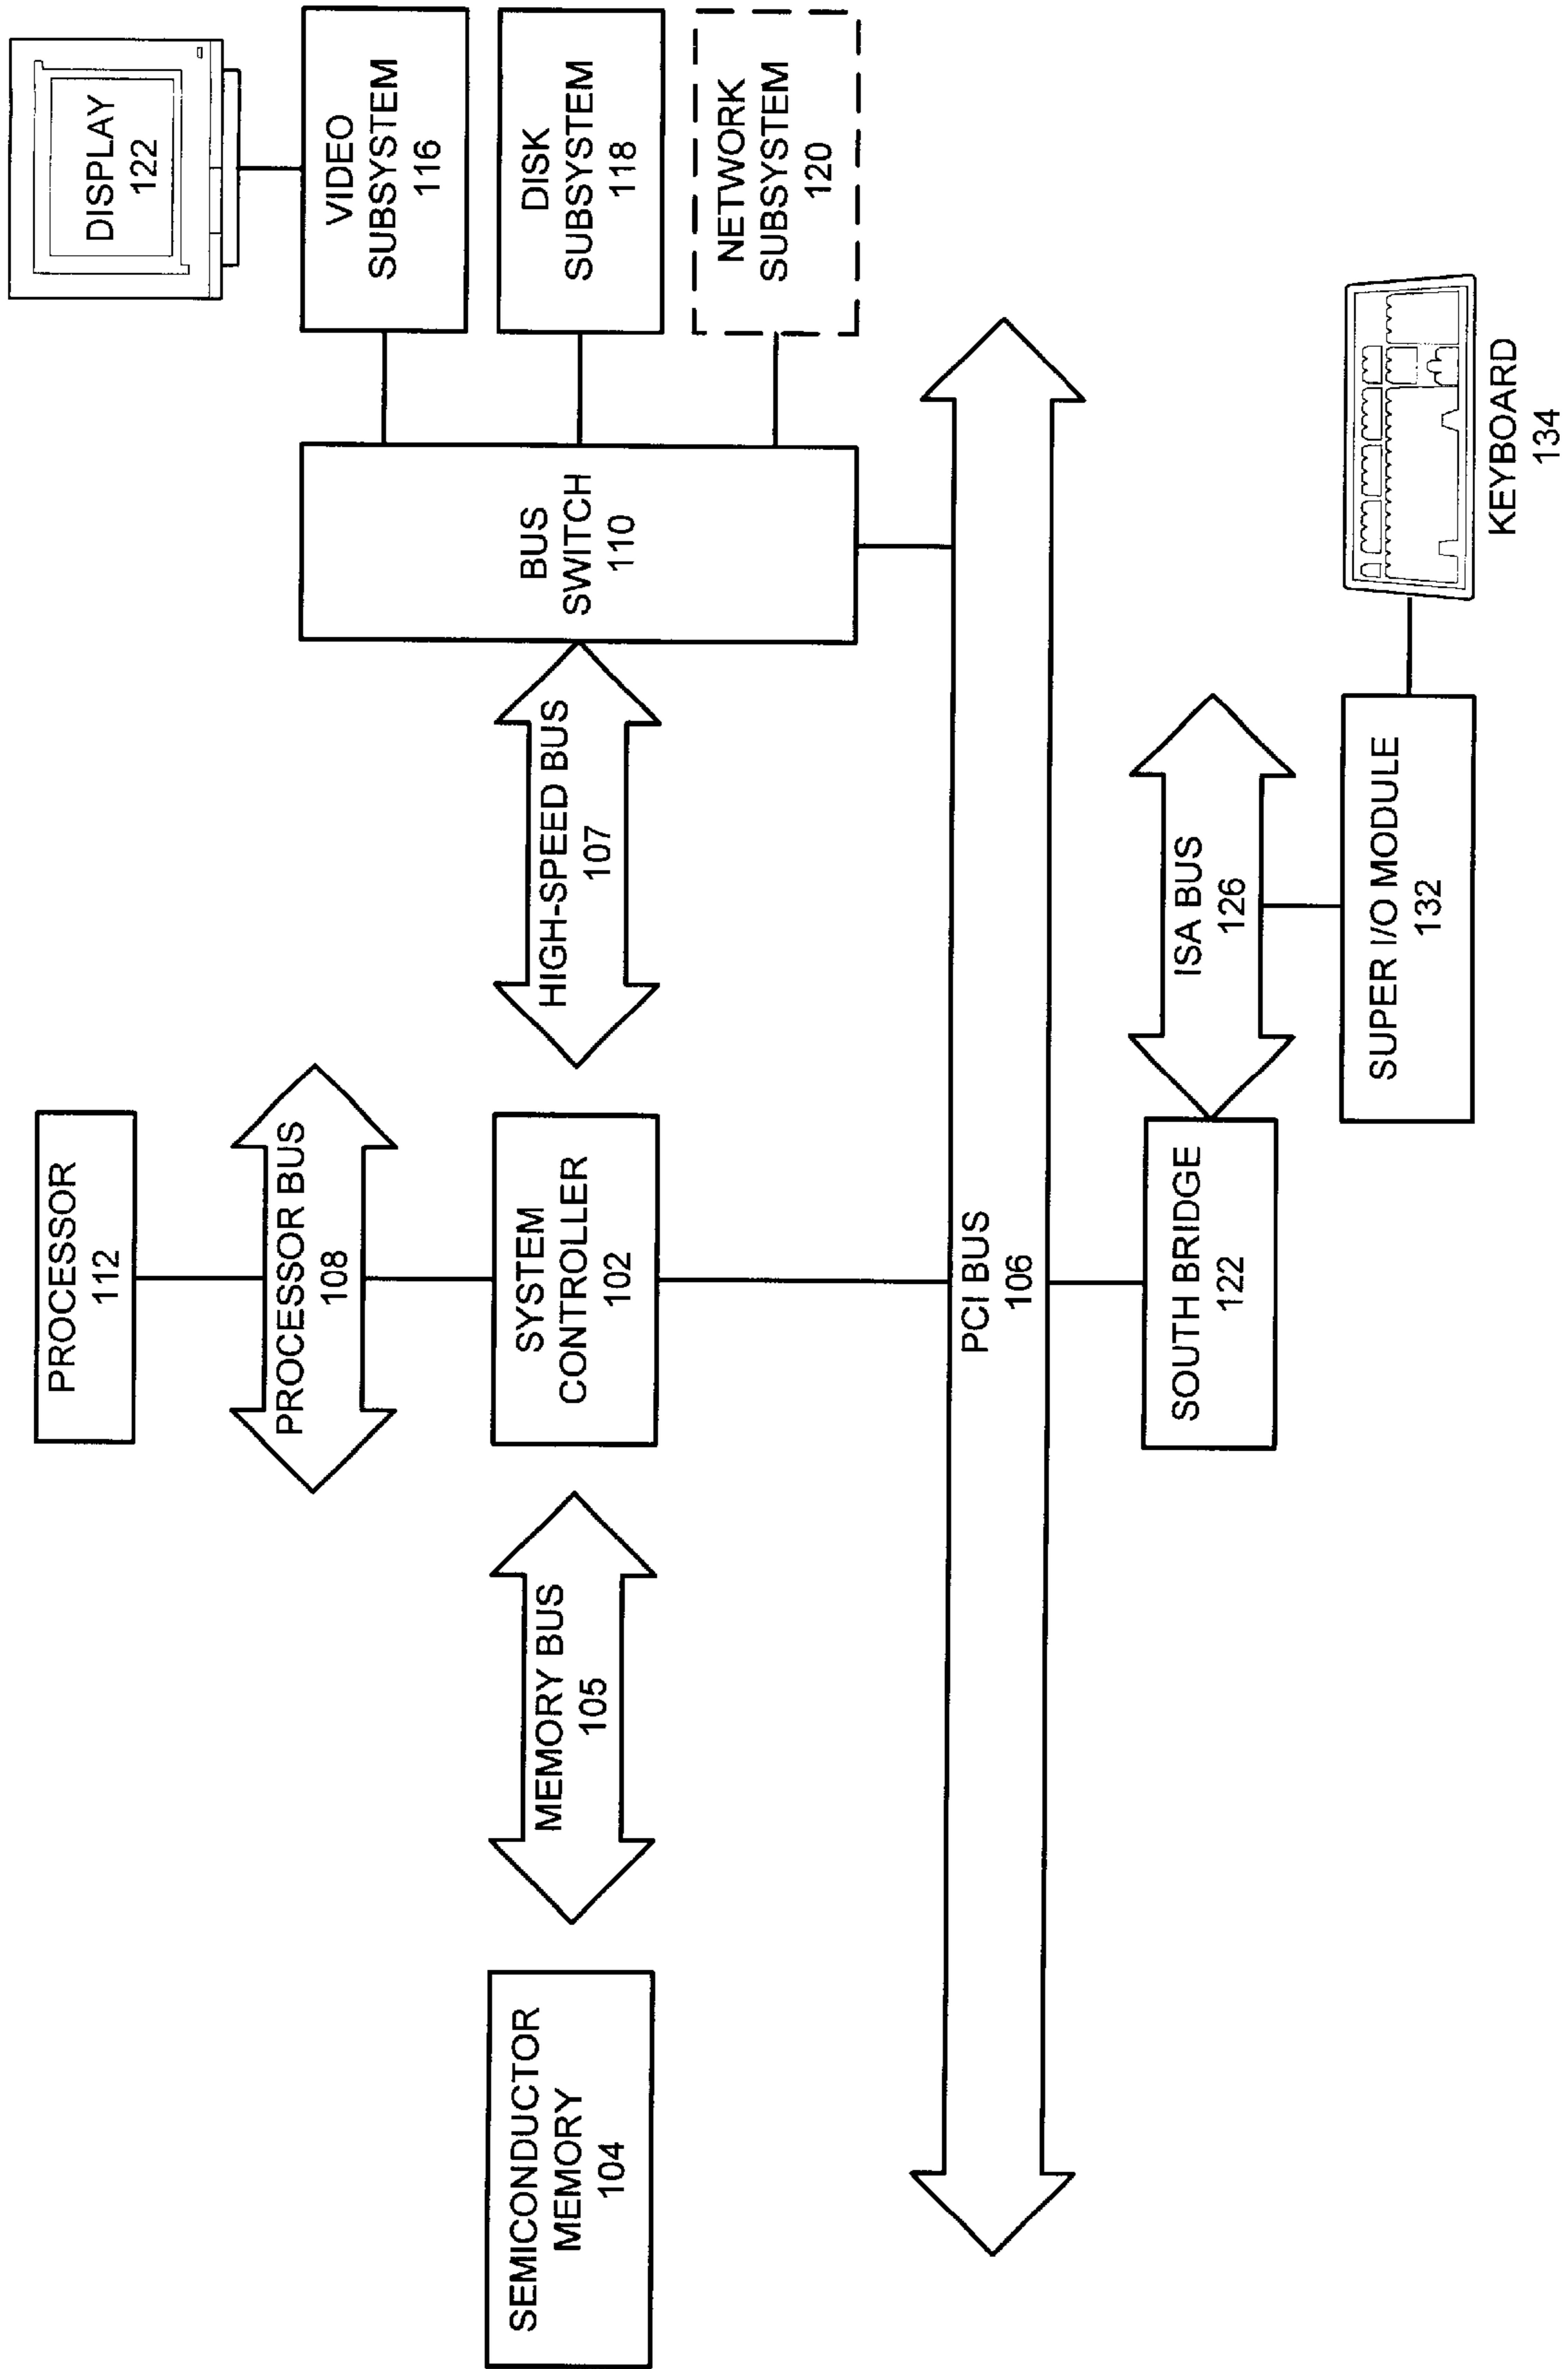 PROCESSOR
112
DISPLAY
122
PROCESSOR BUS
108
VIDEO
SUBSYSTEM
116
SEMICONDUCTOR
MEMORY
104
MEMORY BUS
105
SYSTEM
CONTROLLER
102
HIGH-SPEED BUS
107
BUS
SWITCH
110
DISK
SUBSYSTEM
118
NETWORK
SUBSYSTEM
120
PCI BUS
106
SOUTH BRIDGE
122
ISA BUS
126
SUPER I/O MODULE
132
KEYBOARD
134